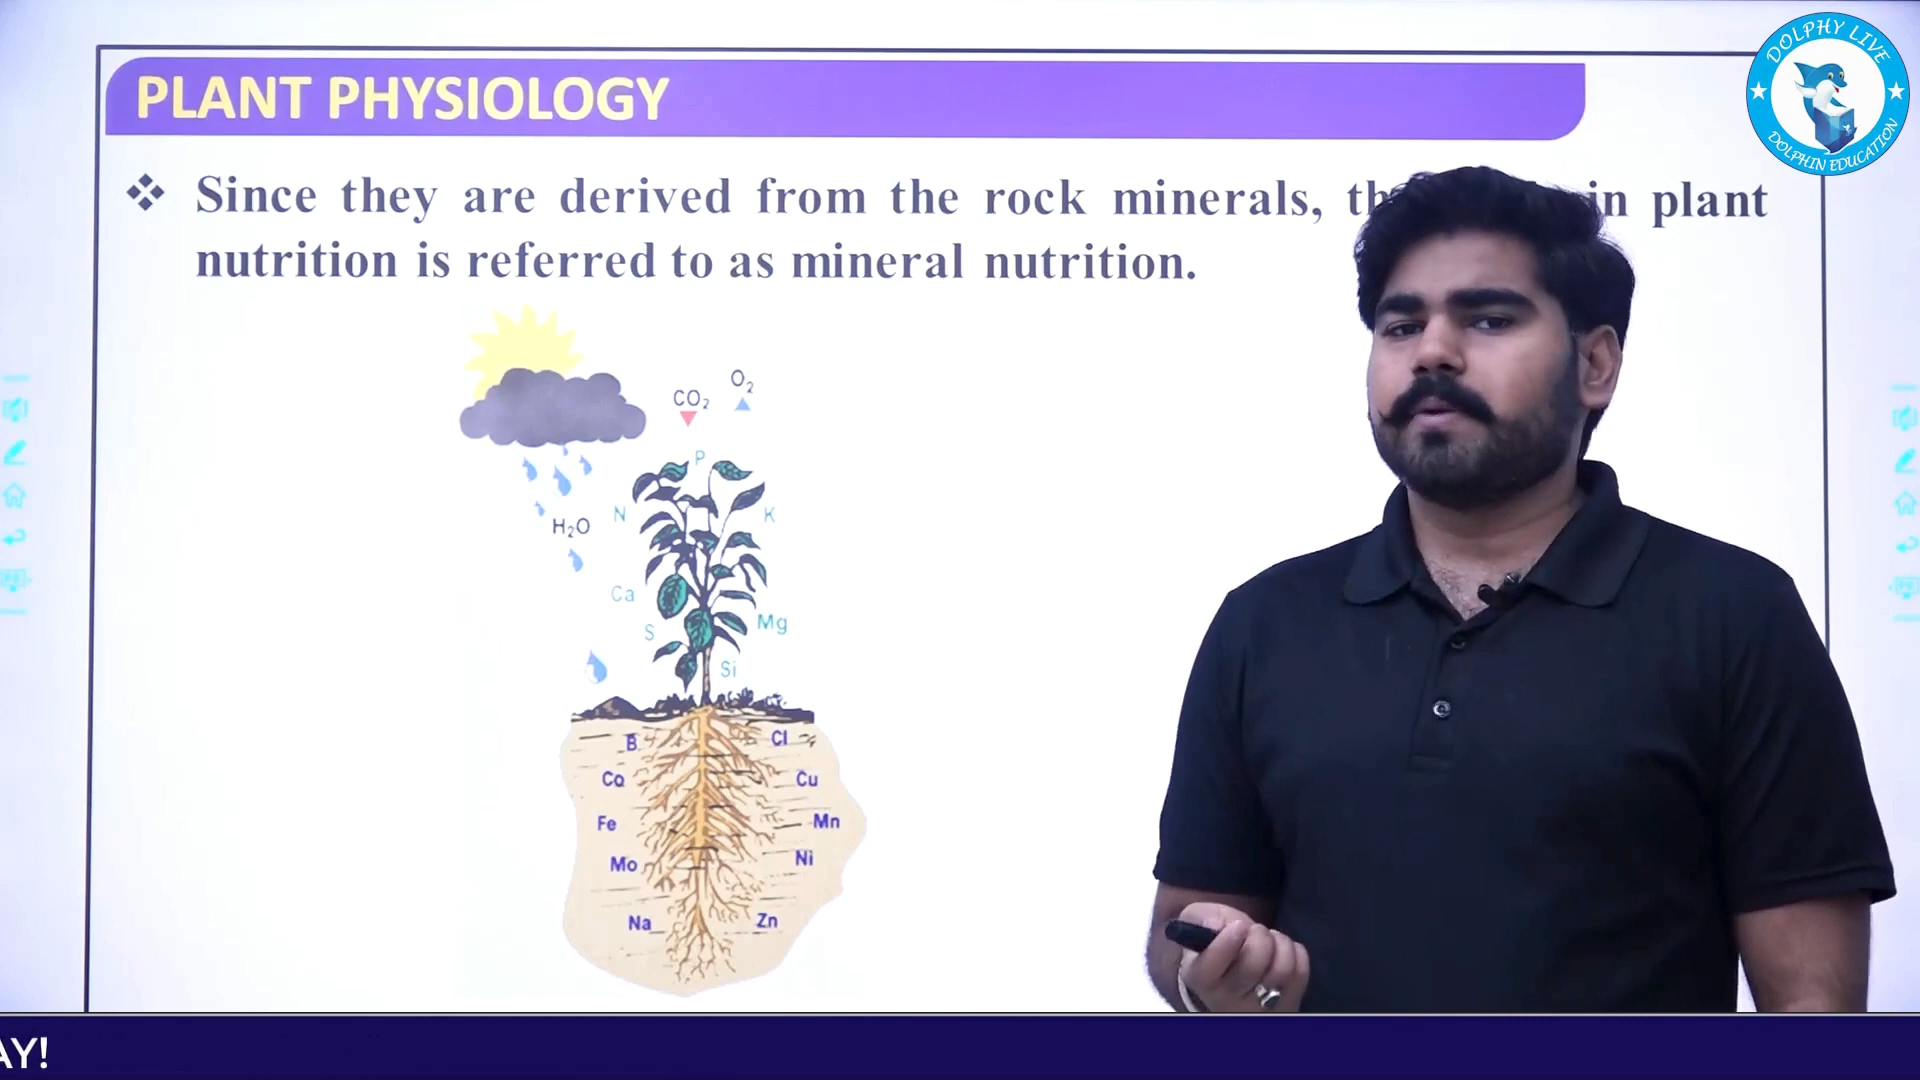 DOLPHY LIVE
DOLPHIN EDUCATION
PLANT PHYSIOLOGY
Since they are derived from the rock minerals, in plant
nutrition is referred to as mineral nutrition.
CO2
O2
P
N
K
H2O
Ca
Mg
S
Si
B
Cl
Co
Cu
Fe
Mn
Mo
Ni
Na
Zn
AY!